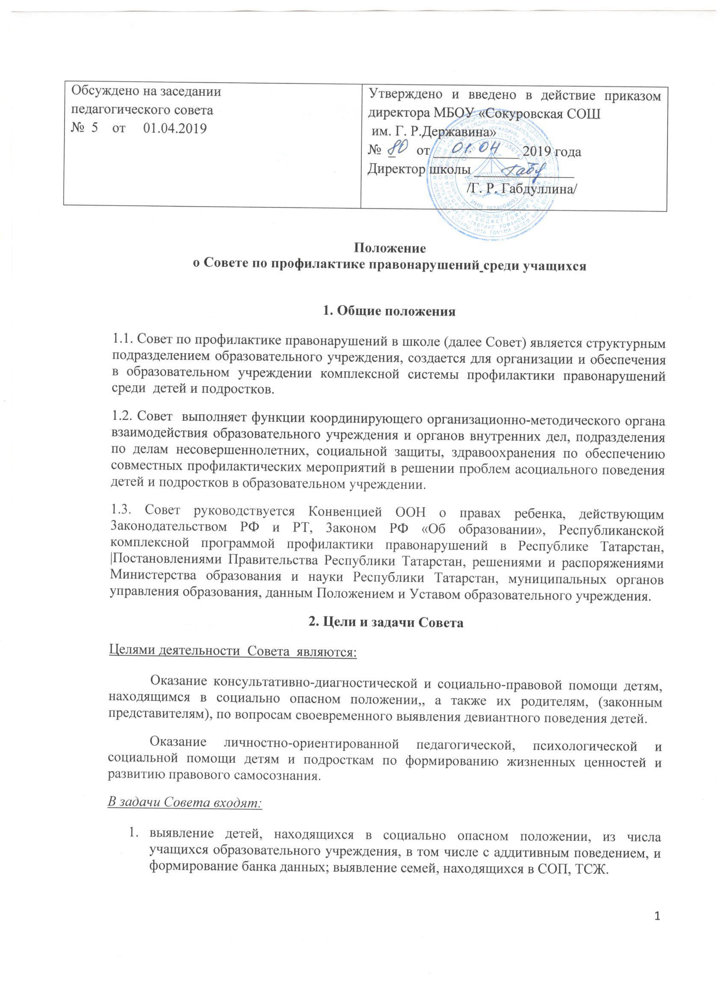 Обсуждено на заседании
педагогического совета
№ 5 от 01.04.2019
Утверждено и введено в действие приказом
директора МБОУ «Сокуровская СОШ
им. Г. Р.Державина»
№ 80 от 01.04 2019 года
Директор школы
/Г. Р. Габдуллина/
ИНН 1624004093
Положение
о Совете по профилактике правонарушений среди учащихся
1. Общие положения
1.1. Совет по профилактике правонарушений в школе (далее Совет) является структурным
подразделением образовательного учреждения, создается для организации и обеспечения
в образовательном учреждении комплексной системы профилактики правонарушений
среди детей и подростков.
1.2. Совет выполняет функции координирующего организационно-методического органа
взаимодействия образовательного учреждения и органов внутренних дел, подразделения
по делам несовершеннолетних, социальной защиты, здравоохранения по обеспечению
совместных профилактических мероприятий в решении проблем асоциального поведения
детей и подростков в образовательном учреждении.
1.3. Совет руководствуется Конвенцией ООН о правах ребенка, действующим
Законодательством РФ и РТ, Законом РФ «Об образовании», Республиканской
комплексной программой профилактики правонарушений в Республике Татарстан,
|Постановлениями Правительства Республики Татарстан, решениями и распоряжениями
Министерства образования и науки Республики Татарстан, муниципальных органов
управления образования, данным Положением и Уставом образовательного учреждения.
2. Цели и задачи Совета
Целями деятельности Совета являются:
Оказание консультативно-диагностической и социально-правовой помощи детям,
находящимся в социально опасном положении,, а также их родителям, (законным
представителям), по вопросам своевременного выявления девиантного поведения детей.
Оказание личностно-ориентированной педагогической, психологической и
социальной помощи детям и подросткам по формированию жизненных ценностей и
развитию правового самосознания.
В задачи Совета входят:
1. выявление детей, находящихся в социально опасном положении, из числа
учащихся образовательного учреждения, в том числе с аддитивным поведением, и
формирование банка данных; выявление семей, находящихся в СОП, ТСЖ.
1